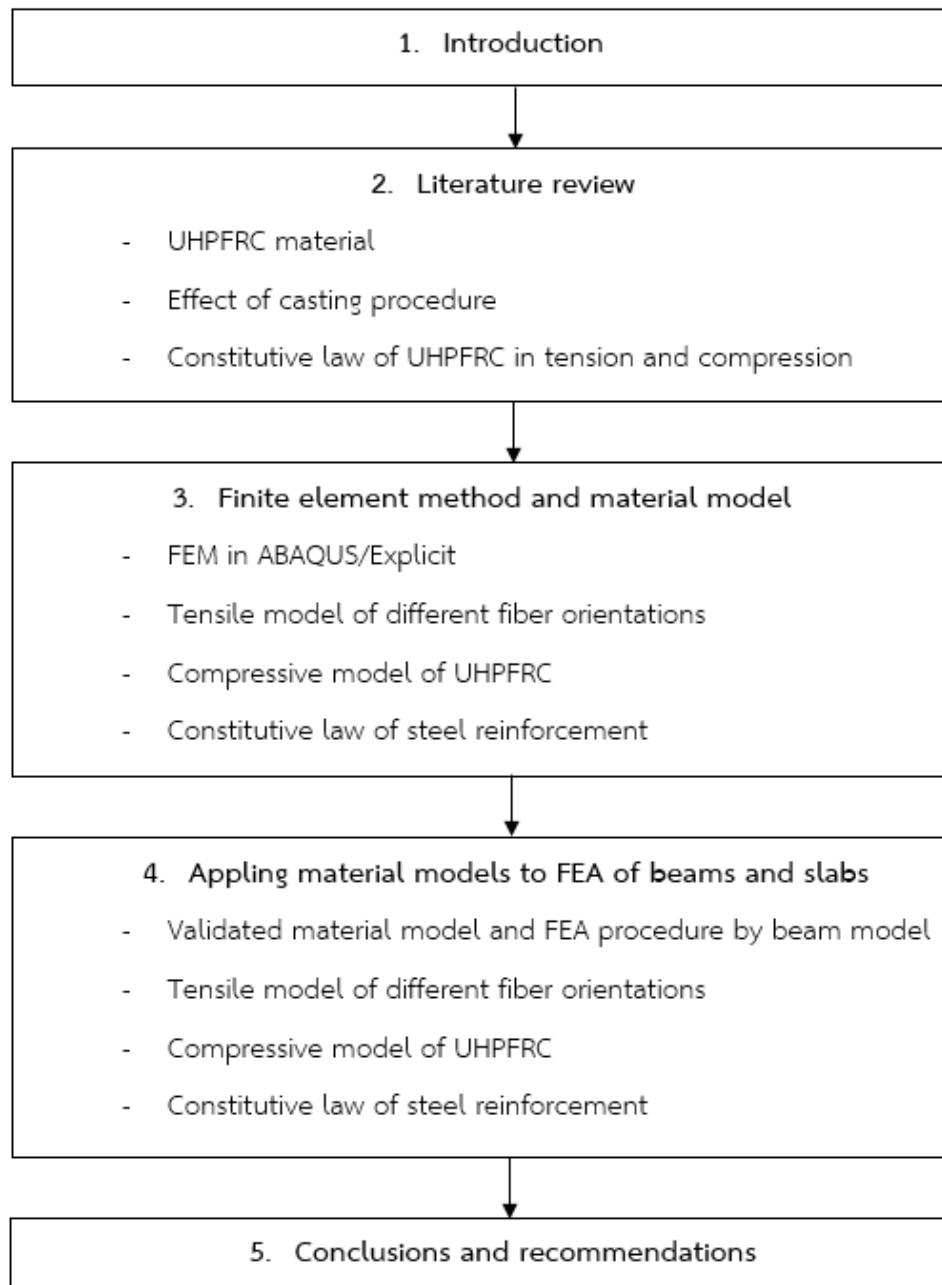 1. Introduction
2. Literature review
- UHPFRC material
- Effect of casting procedure
- Constitutive law of UHPFRC in tension and compression
3. Finite element method and material model
- FEM in ABAQUS/Explicit
- Tensile model of different fiber orientations
- Compressive model of UHPFRC
- Constitutive law of steel reinforcement
4. Appling material models to FEA of beams and slabs
- Validated material model and FEA procedure by beam model
- Tensile model of different fiber orientations
- Compressive model of UHPFRC
- Constitutive law of steel reinforcement
5. Conclusions and recommendations